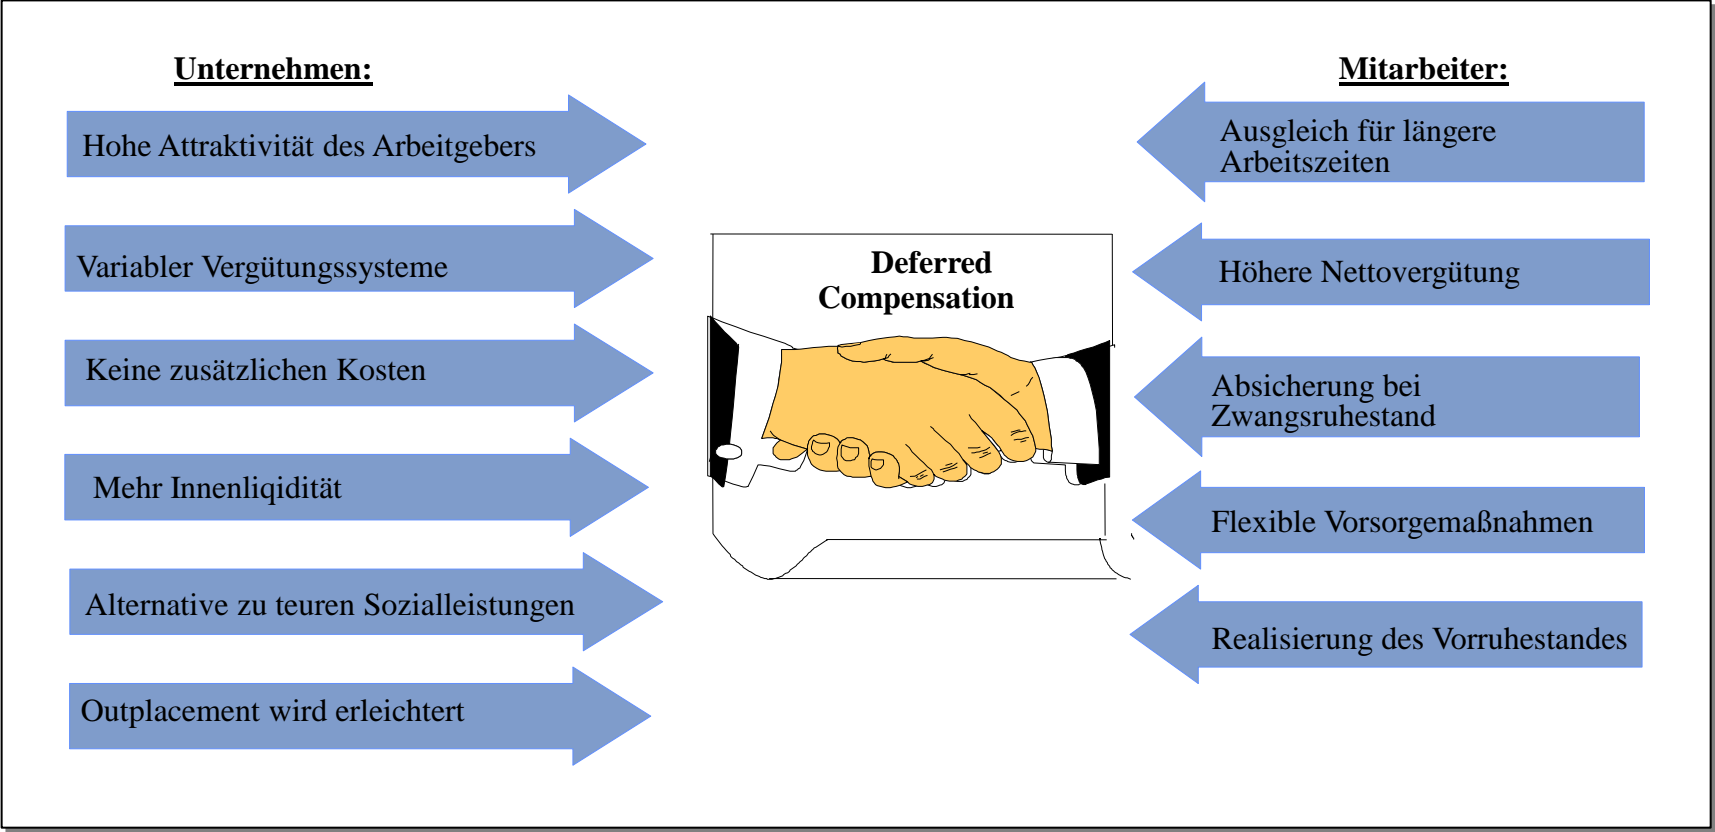 Unternehmen:
Hohe Attraktivität des Arbeitgebers
Variabler Vergütungssysteme
Keine zusätzlichen Kosten
Mehr Innenliqidität
Alternative zu teuren Sozialleistungen
Outplacement wird erleichtert
Deferred
Compensation
Mitarbeiter:
Ausgleich für längere
Arbeitszeiten
Höhere Nettovergütung
Absicherung bei
Zwangsruhestand
Flexible Vorsorgemaßnahmen
Realisierung des Vorruhestandes